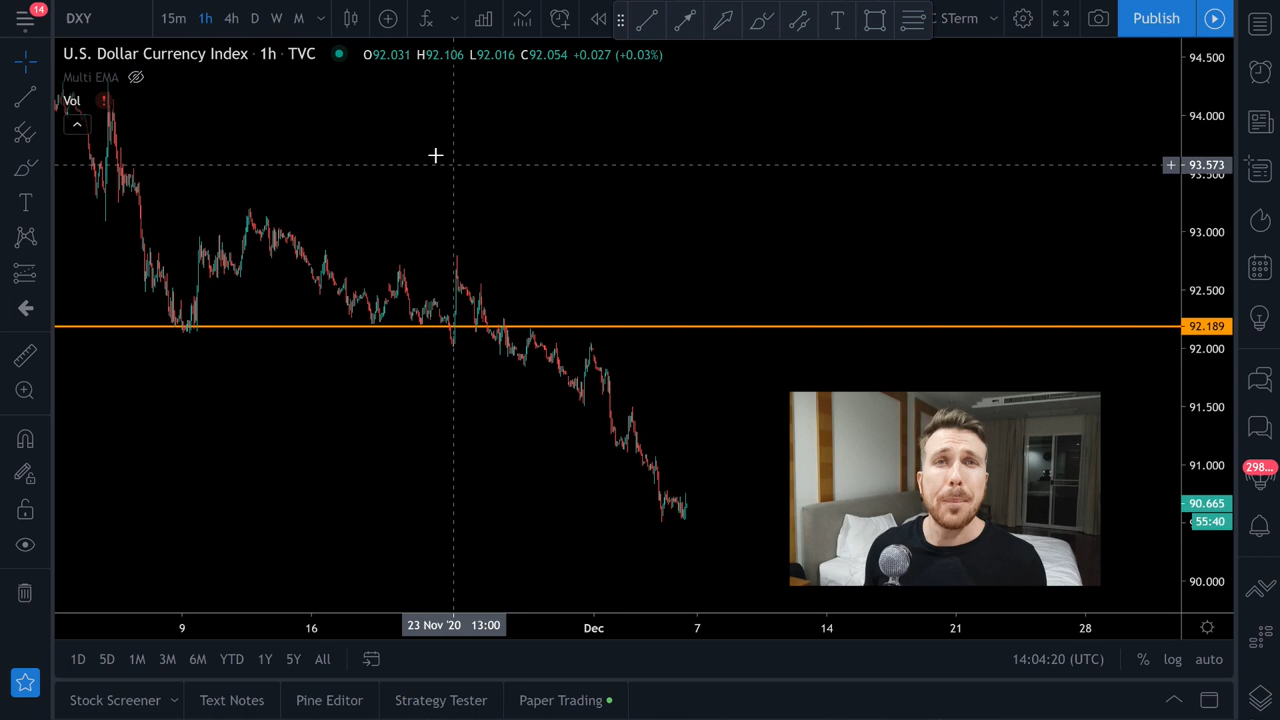 14
DXY
15m 1h 4h D W M
STerm
Publish
U.S. Dollar Currency Index · 1h · TVC
O92.031 H92.106 L92.016 C92.054 +0.027 (+0.03%)
Multi EMA
Vol
!
94.500
94.000
93.573
93.500
93.000
92.500
92.189
92.000
91.500
91.000
298...
90.665
55:40
90.000
9
16
23 Nov '20 13:00
Dec
7
14
21
28
1D 5D 1M 3M 6M YTD 1Y 5Y All
14:04:20 (UTC)
% log auto
Stock Screener
Text Notes
Pine Editor
Strategy Tester
Paper Trading